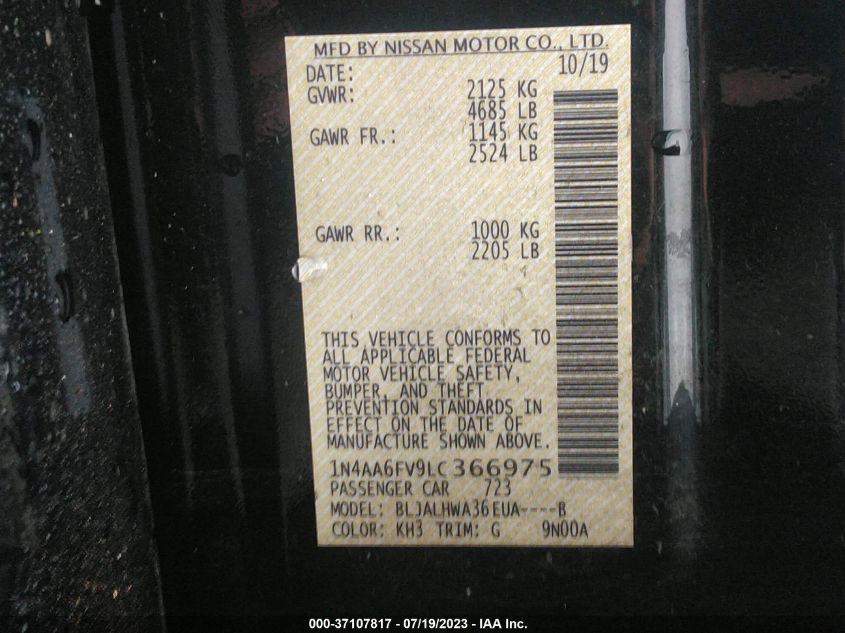 MFD BY NISSAN MOTOR CO., LTD.
DATE: 10/19
GVWR: 2125 KG
4685 LB
GAWR FR.: 1145 KG
2524 LB
GAWR RR.: 1000 KG
2205 LB
THIS VEHICLE CONFORMS TO
ALL APPLICABLE FEDERAL
MOTOR VEHICLE SAFETY,
BUMPER, AND THEFT
PREVENTION STANDARDS IN
EFFECT ON THE DATE OF
MANUFACTURE SHOWN ABOVE.
1N4AA6FV9LC366975
PASSENGER CAR 723
MODEL: BLJALHWA36EUA----B
COLOR: KH3 TRIM: G 9N00A
000-37107817 - 07/19/2023 - IAA Inc.